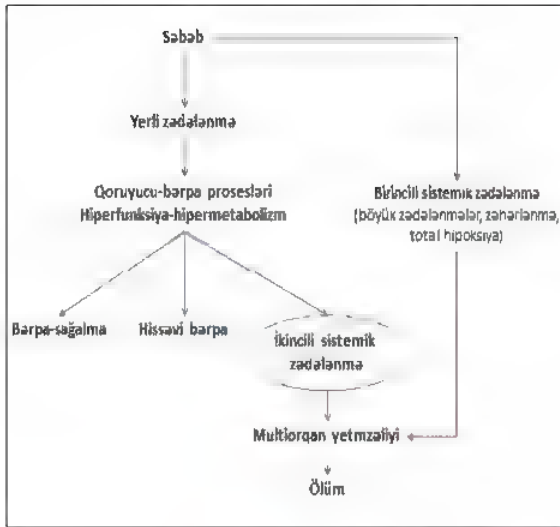 Səbəb
Yerli zədələnmə
Qoruyucu-bərpa prosesləri
Hiperfunksiya-hipermetabolizm
Birincili sistemik zədələnmə
(böyük zədələnmələr, zəhərlənmə,
total hipoksiya)
Bərpa-sağalma
Hissəvi bərpa
İkincili sistemik
zədələnmə
Multiorqan yetmzəliyi
Ölüm